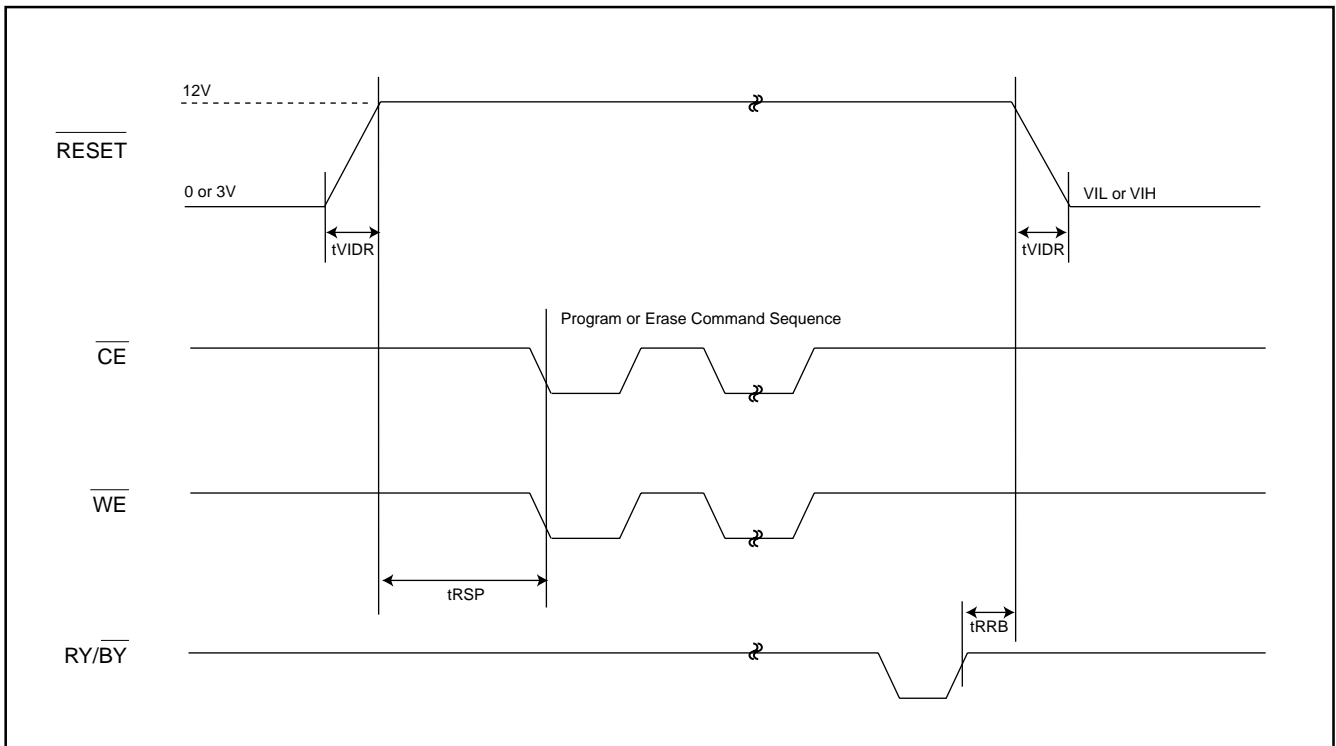 12V
RESET
0 or 3V
VIL or VIH
tVIDR
tVIDR
Program or Erase Command Sequence
CE
WE
tRSP
tRRB
RY/BY